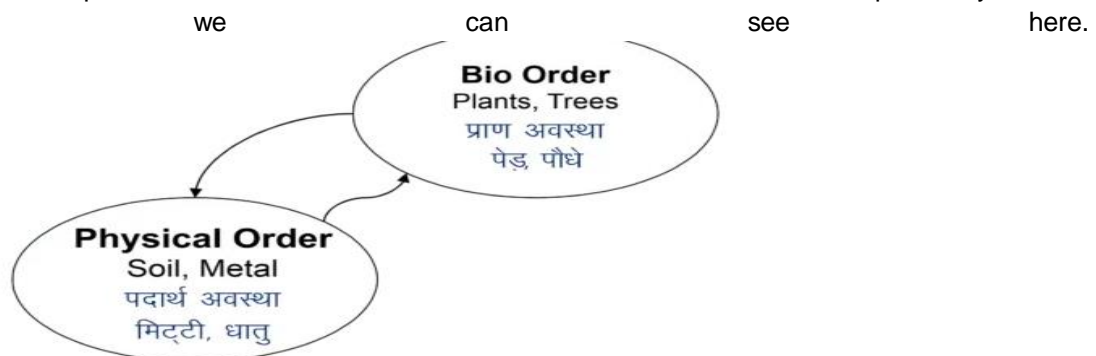 we can see here.
Bio Order
Plants, Trees
प्राण अवस्था
पेड़, पौधे
Physical Order
Soil, Metal
पदार्थ अवस्था
मिट्टी, धातु